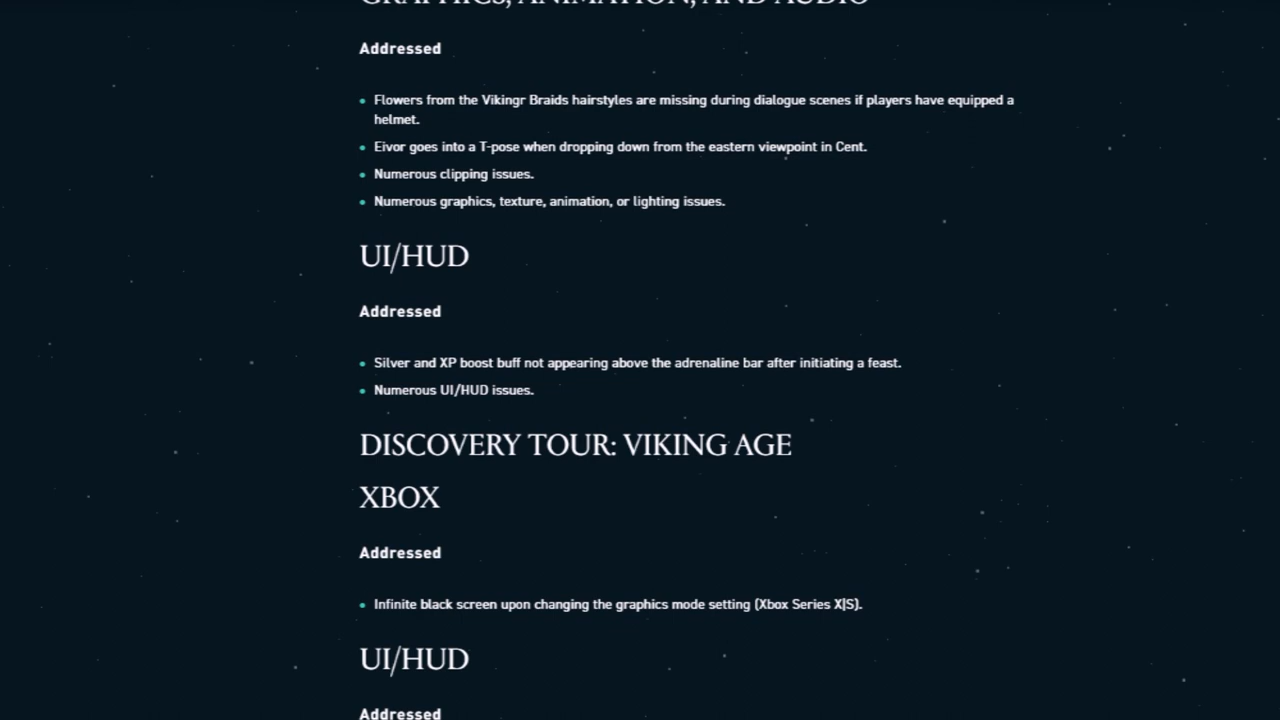 GRAPHICS, ANIMATION, AND AUDIO
Addressed
Flowers from the Vikingr Braids hairstyles are missing during dialogue scenes if players have equipped a
helmet.
Eivor goes into a T-pose when dropping down from the eastern viewpoint in Cent.
Numerous clipping issues.
Numerous graphics, texture, animation, or lighting issues.
UI/HUD
Addressed
Silver and XP boost buff not appearing above the adrenaline bar after initiating a feast.
Numerous UI/HUD issues.
DISCOVERY TOUR: VIKING AGE
XBOX
Addressed
Infinite black screen upon changing the graphics mode setting (Xbox Series X|S).
UI/HUD
Addressed